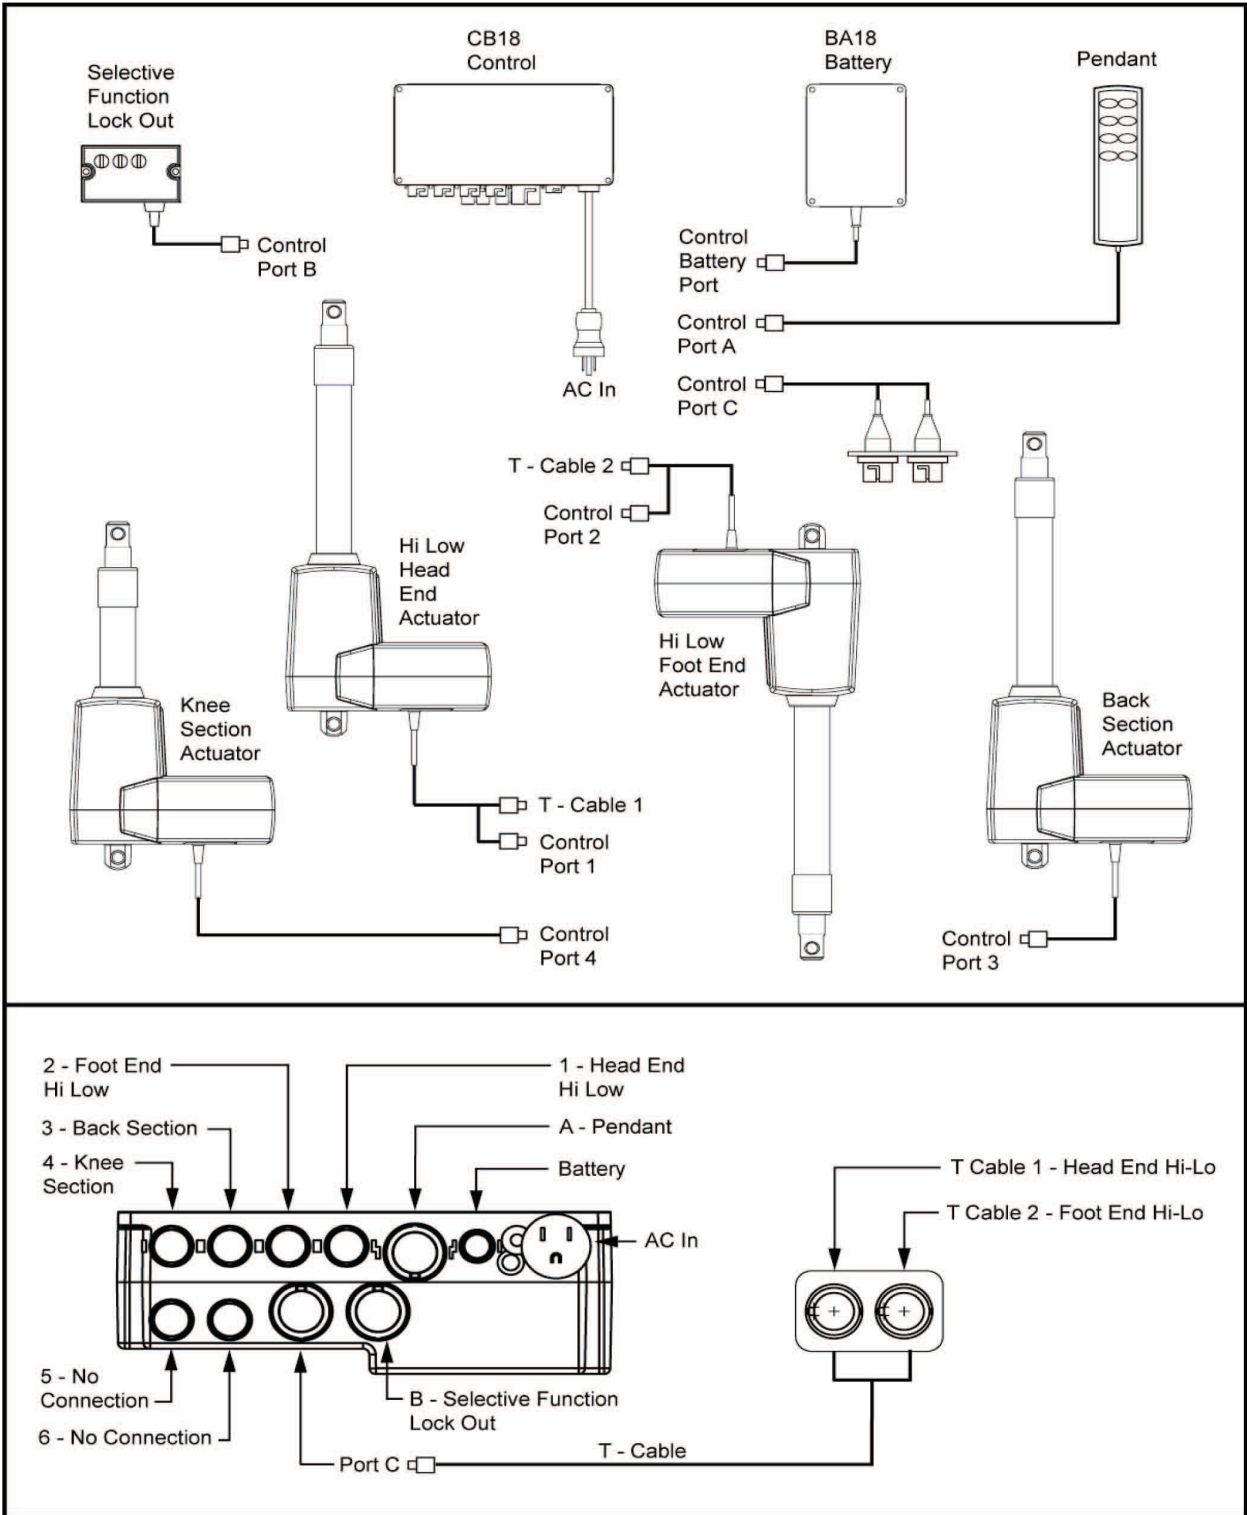 CB18
Control
BA18
Battery
Pendant
Selective
Function
Lock Out
Control
Port B
Control
Battery
Port
Control
Port A
AC In
Control
Port C
T - Cable 2
Control
Port 2
Hi Low
Head
End
Actuator
Hi Low
Foot End
Actuator
Knee
Section
Actuator
Back
Section
Actuator
T - Cable 1
Control
Port 1
Control
Port 4
Control
Port 3
2 - Foot End
Hi Low
1 - Head End
Hi Low
3 - Back Section
A - Pendant
4 - Knee
Section
Battery
T Cable 1 - Head End Hi-Lo
T Cable 2 - Foot End Hi-Lo
AC In
5 - No
Connection
B - Selective Function
Lock Out
6 - No Connection
Port C
T - Cable